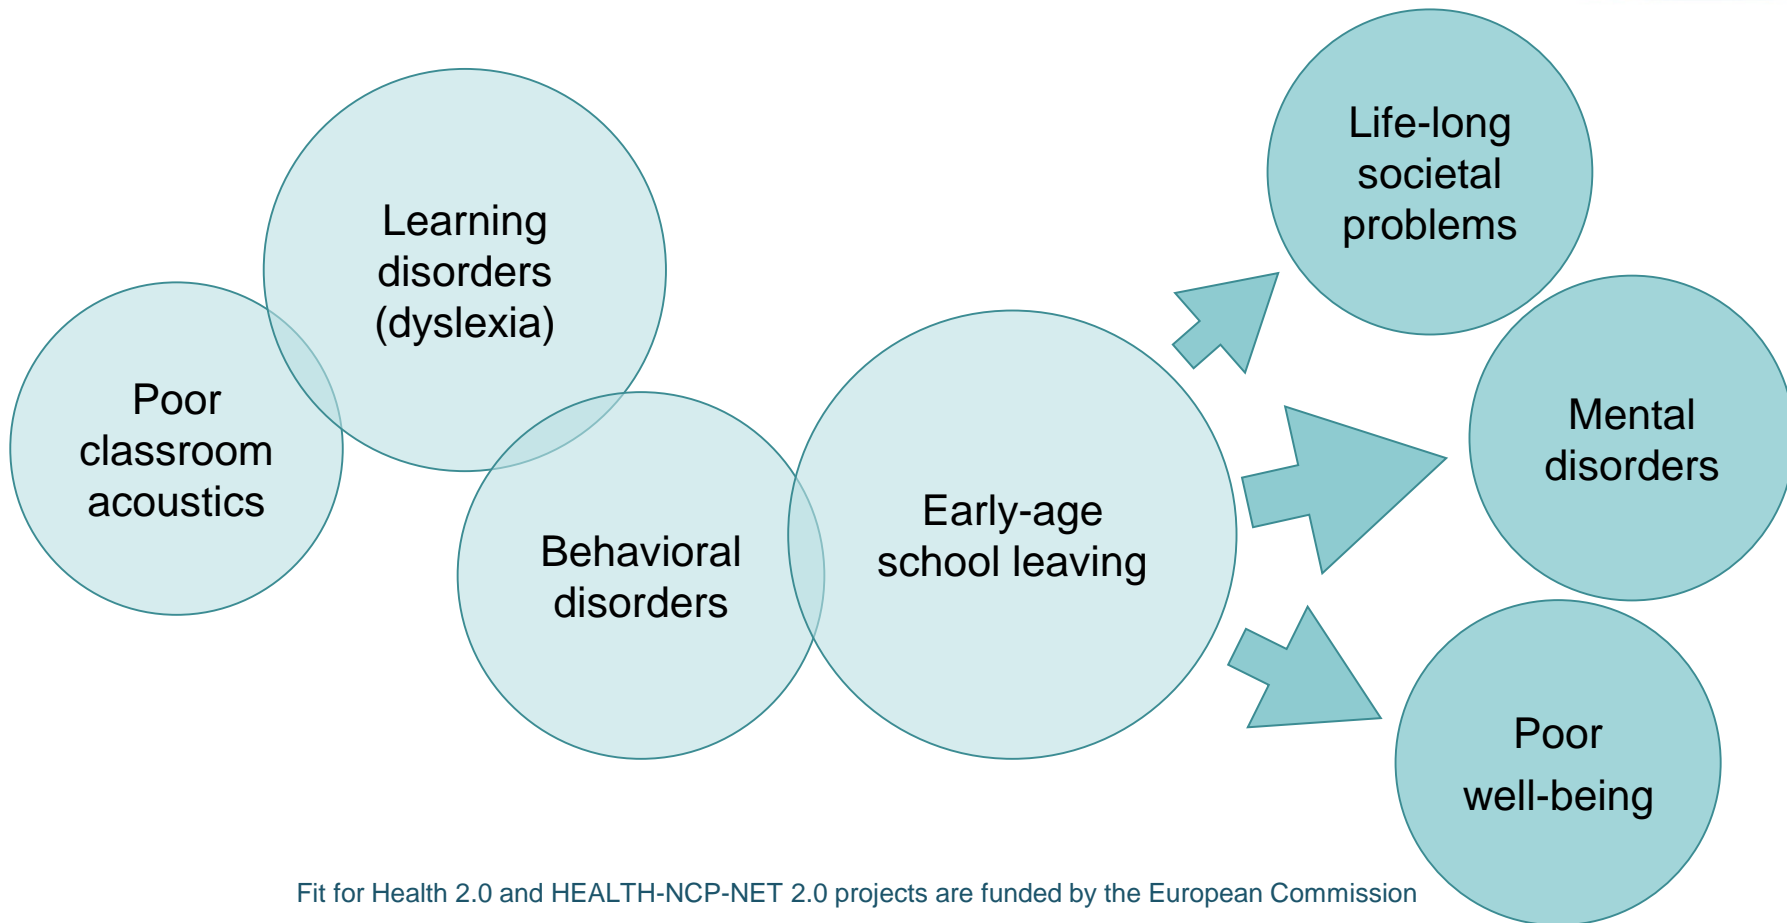 Poor
classroom
acoustics
Learning
disorders
(dyslexia)
Behavioral
disorders
Early-age
school leaving
Life-long
societal
problems
Mental
disorders
Poor
well-being
Fit for Health 2.0 and HEALTH-NCP-NET 2.0 projects are funded by the European Commission